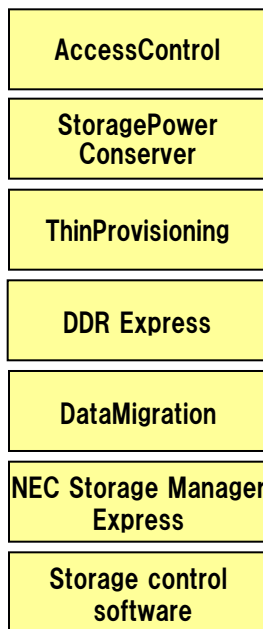 AccessControl
StoragePower
Conserver
ThinProvisioning
DDR Express
DataMigration
NEC Storage Manager
Express
Storage control
software